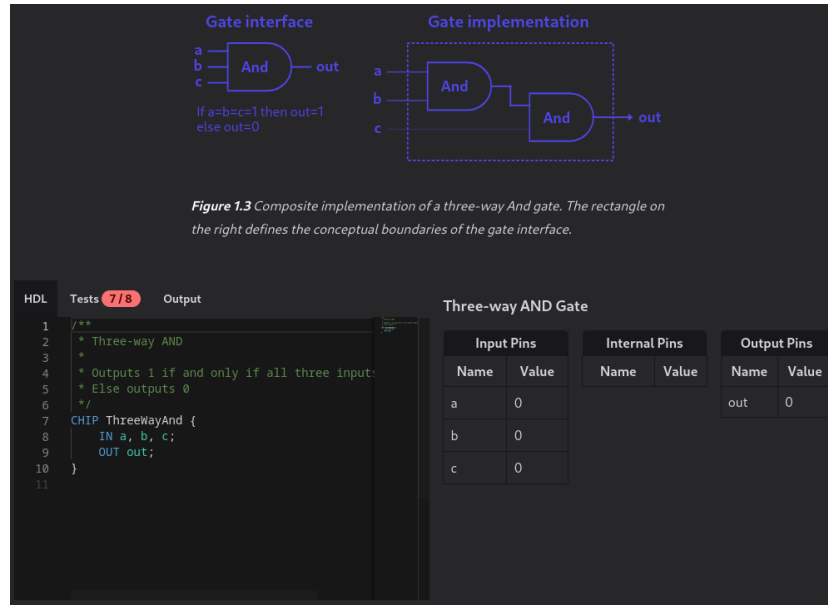 Gate interface
Gate implementation
a
b
c
And
out
If a=b=c=1 then out=1
else out=0
a
b
c
And
And
out
Figure 1.3 Composite implementation of a three-way And gate. The rectangle on
the right defines the conceptual boundaries of the gate interface.
HDL Tests 7/8 Output
1 /**
2 * Three-way AND
3 *
4 * Outputs 1 if and only if all three inputs
5 * Else outputs 0
6 */
7 CHIP ThreeWayAnd {
8 IN a, b, c;
9 OUT out;
10 }
11
Three-way AND Gate
Input Pins
Name Value
a 0
b 0
c 0
Internal Pins
Name Value
Output Pins
Name Value
out 0